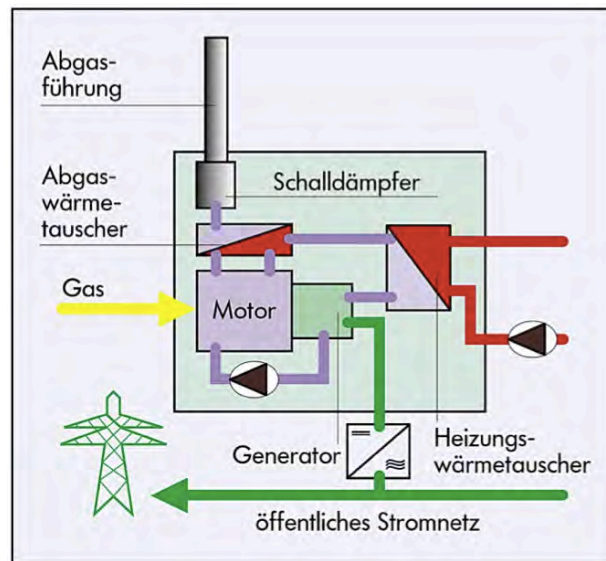 Abgas-
führung
Abgas-
wärme-
tauscher
Schalldämpfer
Gas
Motor
Generator
Heizungs-
wärmetauscher
öffentliches Stromnetz